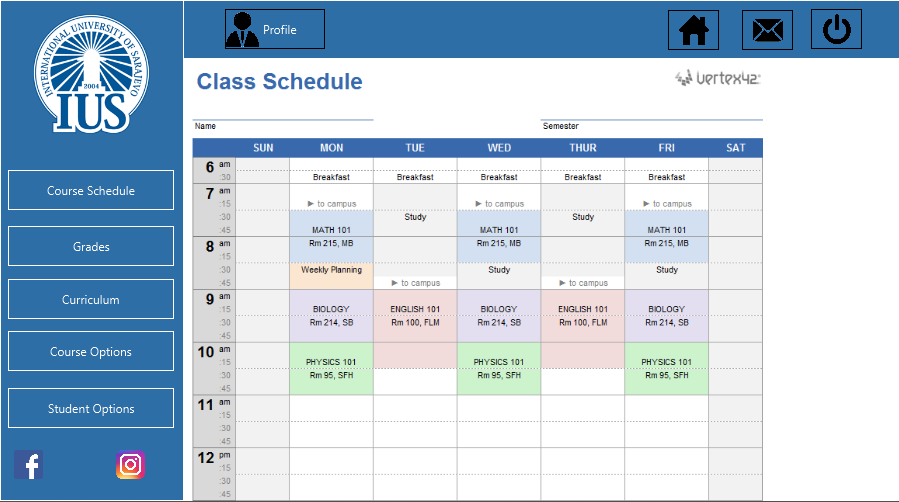 INTERNATIONAL UNIVERSITY OF SARAJEVO
2004
IUS
Course Schedule
Grades
Curriculum
Course Options
Student Options
Profile
Class Schedule
vertex42
Name
Semester
SUN MON TUE WED THUR FRI SAT
6 am
:30 Breakfast Breakfast Breakfast Breakfast Breakfast
7 am
:15 ► to campus ► to campus ► to campus
:30 Study Study
:45 MATH 101 MATH 101 MATH 101
8 am Rm 215, MB Rm 215, MB Rm 215, MB
:15
:30 Weekly Planning Study Study
:45 ► to campus ► to campus
9 am
:15 BIOLOGY ENGLISH 101 BIOLOGY ENGLISH 101 BIOLOGY
:30 Rm 214, SB Rm 100, FLM Rm 214, SB Rm 100, FLM Rm 214, SB
:45
10 am
:15 PHYSICS 101 PHYSICS 101 PHYSICS 101
:30 Rm 95, SFH Rm 95, SFH Rm 95, SFH
:45
11 am
:15
:30
:45
12 pm
:15
:30
:45